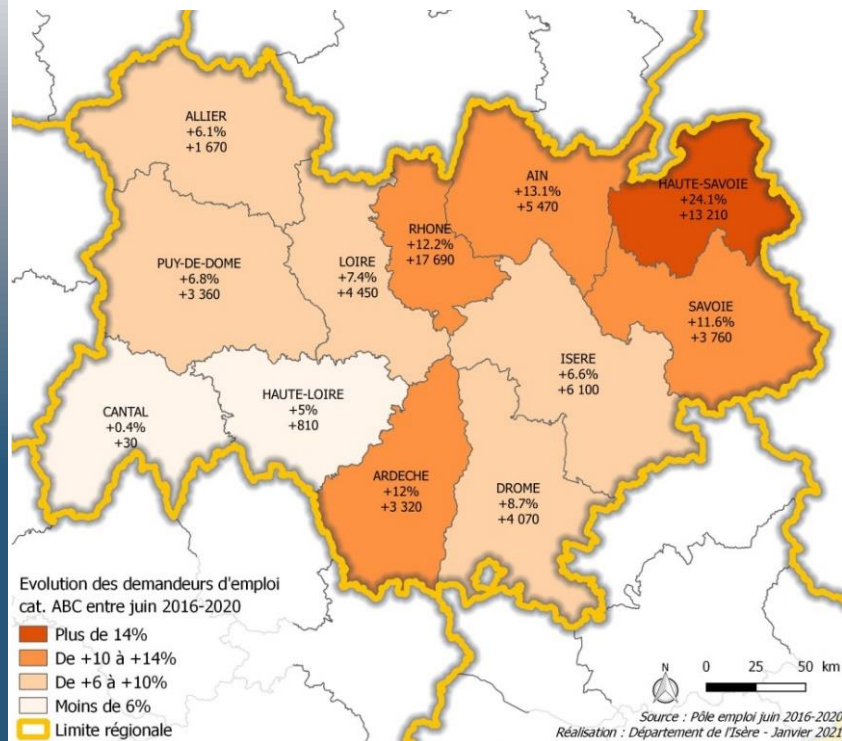 ALLIER
+6.1%
+1 670
AIN
+13.1%
+5 470
HAUTE-SAVOIE
+24.1%
+13 210
RHONE
+12.2%
+17 690
PUY-DE-DOME
+6.8%
+3 360
LOIRE
+7.4%
+4 450
SAVOIE
+11.6%
+3 760
ISERE
+6.6%
+6 100
CANTAL
+0.4%
+30
HAUTE-LOIRE
+5%
+810
ARDECHE
+12%
+3 320
DROME
+8.7%
+4 070
Evolution des demandeurs d'emploi
cat. ABC entre juin 2016-2020
Plus de 14%
De +10 à +14%
De +6 à +10%
Moins de 6%
Limite régionale
N
0 25 50 km
Source : Pôle emploi juin 2016-2020
Réalisation : Département de l'Isère - Janvier 2021